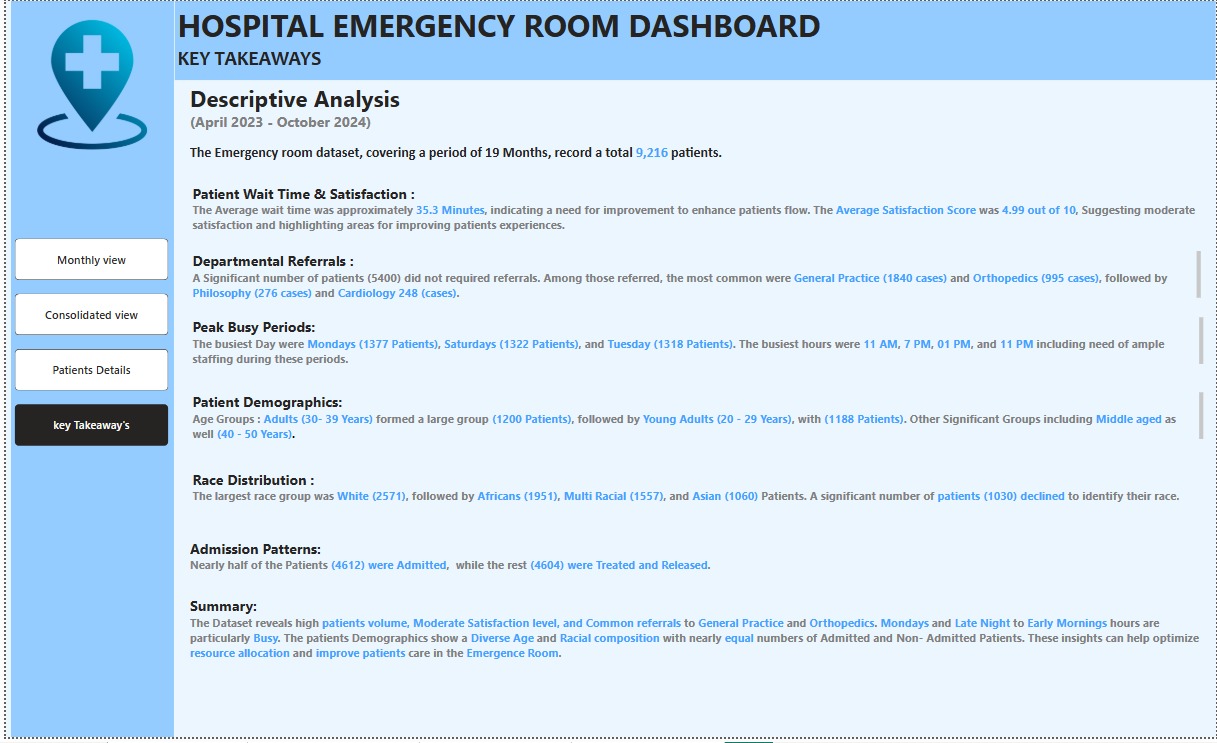 HOSPITAL EMERGENCY ROOM DASHBOARD
KEY TAKEAWAYS
Monthly view
Consolidated view
Patients Details
key Takeaway's
Descriptive Analysis
(April 2023 - October 2024)
The Emergency room dataset, covering a period of 19 Months, record a total 9,216 patients.
Patient Wait Time & Satisfaction :
The Average wait time was approximately 35.3 Minutes, indicating a need for improvement to enhance patients flow. The Average Satisfaction Score was 4.99 out of 10, Suggesting moderate
satisfaction and highlighting areas for improving patients experiences.
Departmental Referrals :
A Significant number of patients (5400) did not required referrals. Among those referred, the most common were General Practice (1840 cases) and Orthopedics (995 cases), followed by
Philosophy (276 cases) and Cardiology 248 (cases).
Peak Busy Periods:
The busiest Day were Mondays (1377 Patients), Saturdays (1322 Patients), and Tuesday (1318 Patients). The busiest hours were 11 AM, 7 PM, 01 PM, and 11 PM including need of ample
staffing during these periods.
Patient Demographics:
Age Groups : Adults (30- 39 Years) formed a large group (1200 Patients), followed by Young Adults (20 - 29 Years), with (1188 Patients). Other Significant Groups including Middle aged as
well (40 - 50 Years).
Race Distribution :
The largest race group was White (2571), followed by Africans (1951), Multi Racial (1557), and Asian (1060) Patients. A significant number of patients (1030) declined to identify their race.
Admission Patterns:
Nearly half of the Patients (4612) were Admitted, while the rest (4604) were Treated and Released.
Summary:
The Dataset reveals high patients volume, Moderate Satisfaction level, and Common referrals to General Practice and Orthopedics. Mondays and Late Night to Early Mornings hours are
particularly Busy. The patients Demographics show a Diverse Age and Racial composition with nearly equal numbers of Admitted and Non- Admitted Patients. These insights can help optimize
resource allocation and improve patients care in the Emergence Room.